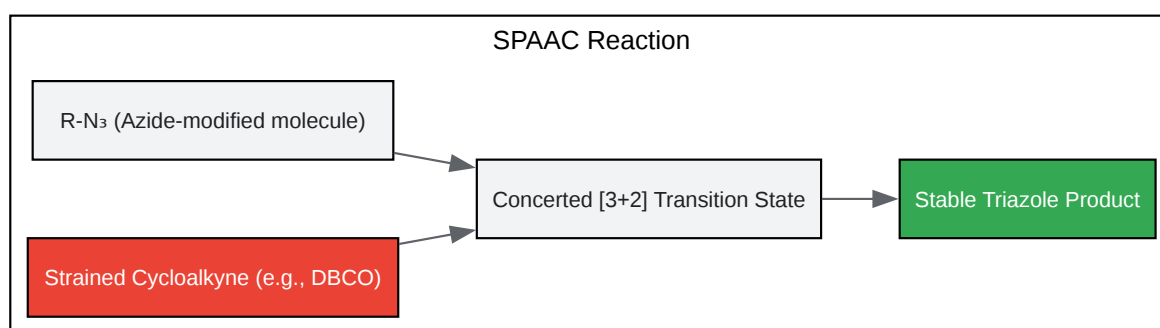 SPAAC Reaction
R-N₃ (Azide-modified molecule)
Concerted [3+2] Transition State
Stable Triazole Product
Strained Cycloalkyne (e.g., DBCO)